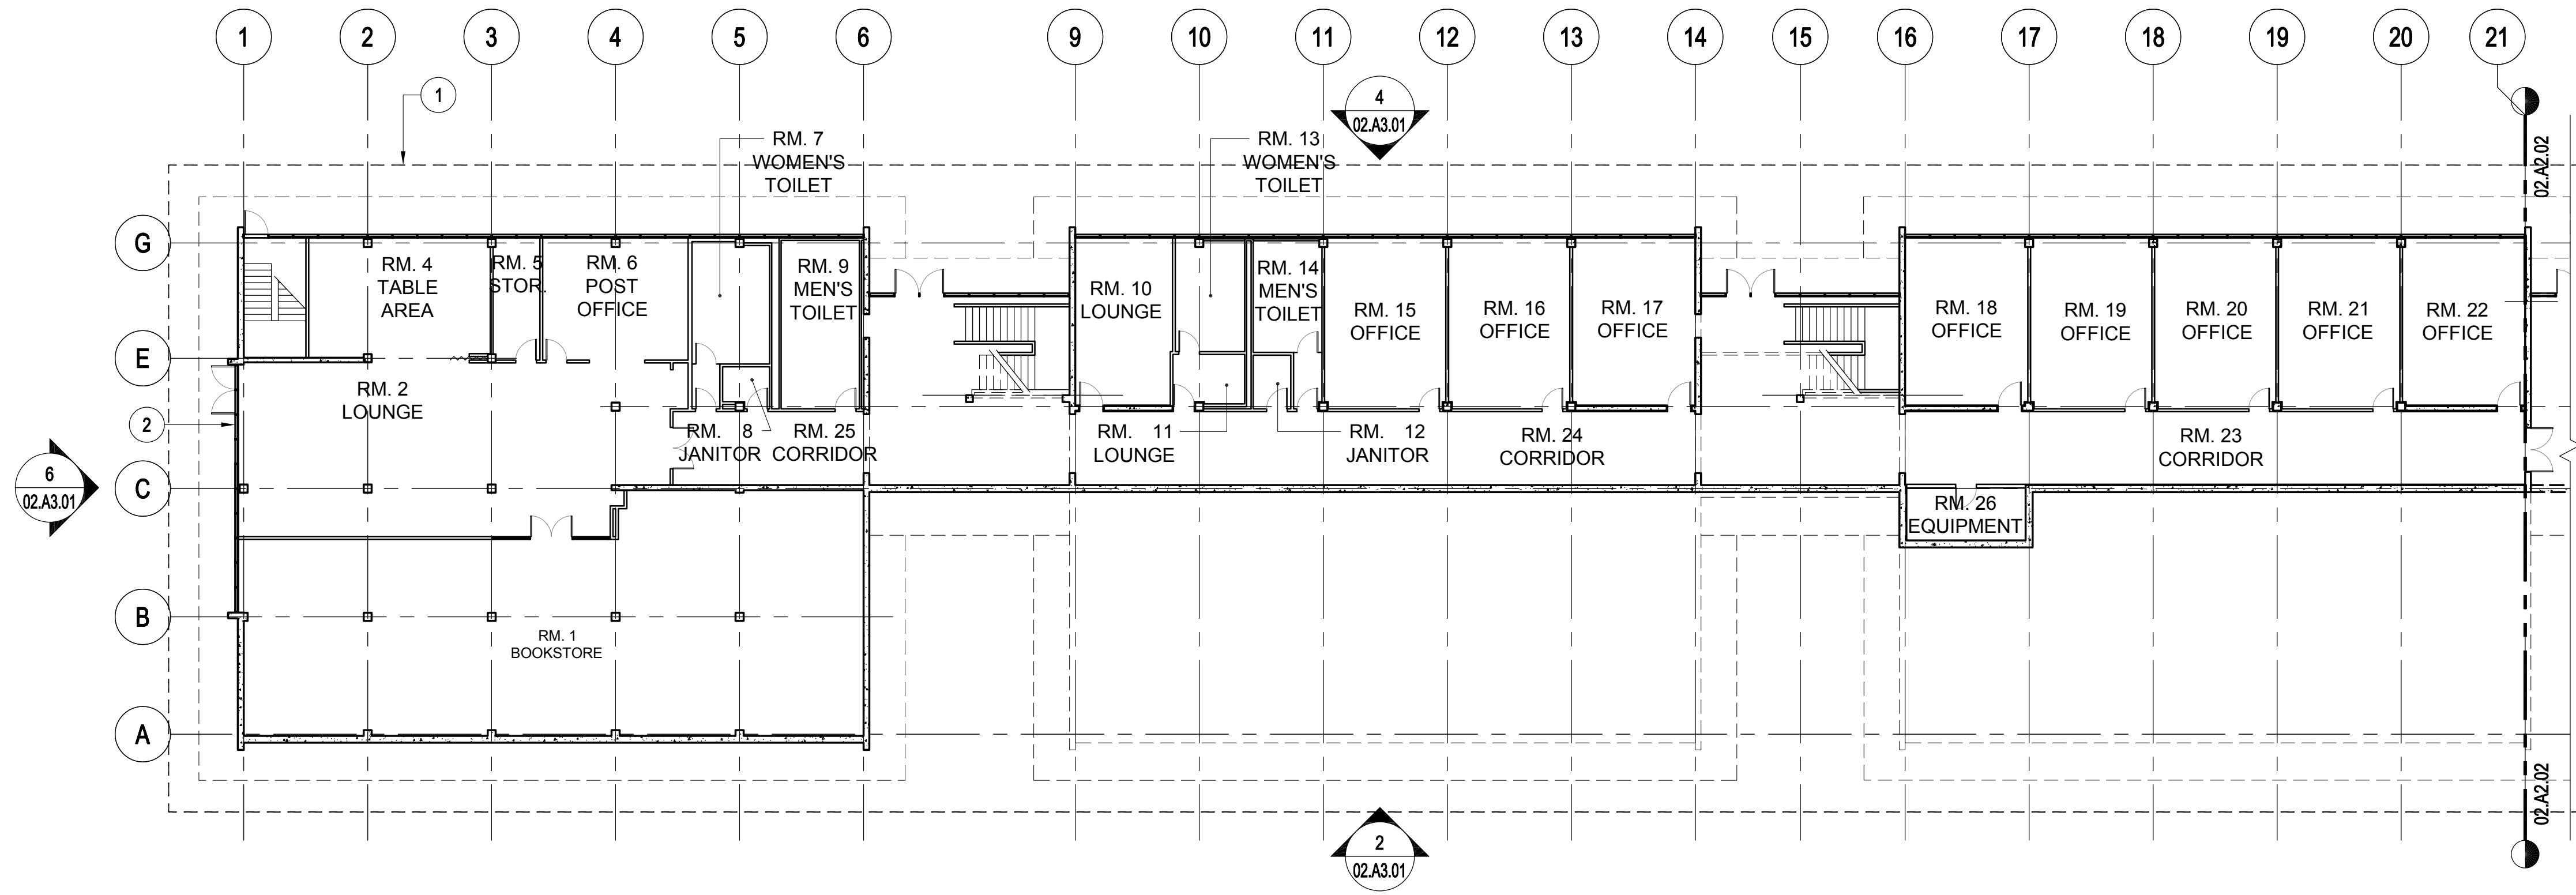 1 2 3 4 5 6 9 10 11 12 13 14 15 16 17 18 19 20 21
1
4
02.A3.01
RM. 7
WOMEN'S
TOILET
RM. 13
WOMEN'S
TOILET
02.A2.02
G
RM. 4
TABLE
AREA
RM. 5
STOR.
RM. 6
POST
OFFICE
RM. 9
MEN'S
TOILET
RM. 10
LOUNGE
RM. 14
MEN'S
TOILET
RM. 15
OFFICE
RM. 16
OFFICE
RM. 17
OFFICE
RM. 18
OFFICE
RM. 19
OFFICE
RM. 20
OFFICE
RM. 21
OFFICE
RM. 22
OFFICE
E
RM. 2
LOUNGE
2
RM. 8
JANITOR
RM. 25
CORRIDOR
RM. 11
LOUNGE
RM. 12
JANITOR
RM. 24
CORRIDOR
RM. 23
CORRIDOR
6
02.A3.01
C
RM. 26
EQUIPMENT
B
RM. 1
BOOKSTORE
A
02.A2.02
2
02.A3.01